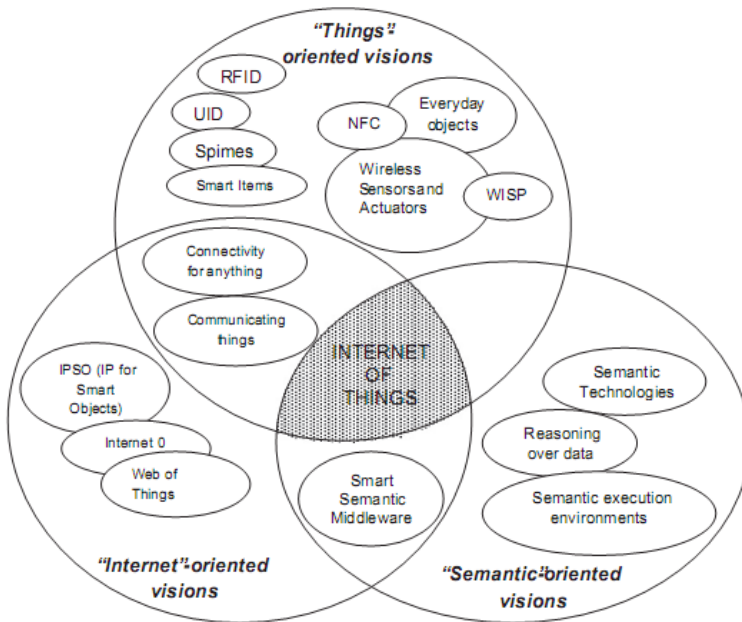 “Things”-
oriented visions
RFID
UID
Spimes
Smart Items
Everyday
objects
NFC
Wireless
Sensorsand
Actuators
WISP
Connectivity
for anything
Communicating
things
INTERNET
OF
THINGS
IPSO (IP for
Smart
Objects)
Internet 0
Web of
Things
Semantic
Technologies
Reasoning
over data
Semantic execution
environments
Smart
Semantic
Middleware
“Internet”-oriented
visions
“Semantic”-oriented
visions